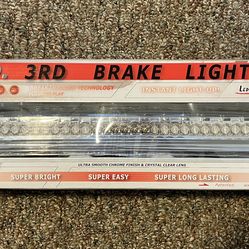 3RD BRAKE LIGHT
TECHNOLOGY
INSTANT LIGHT-UP!
ULTRA SMOOTH CHROME FINISH & CRYSTAL CLEAR LENS
SUPER BRIGHT SUPER EASY SUPER LONG LASTING